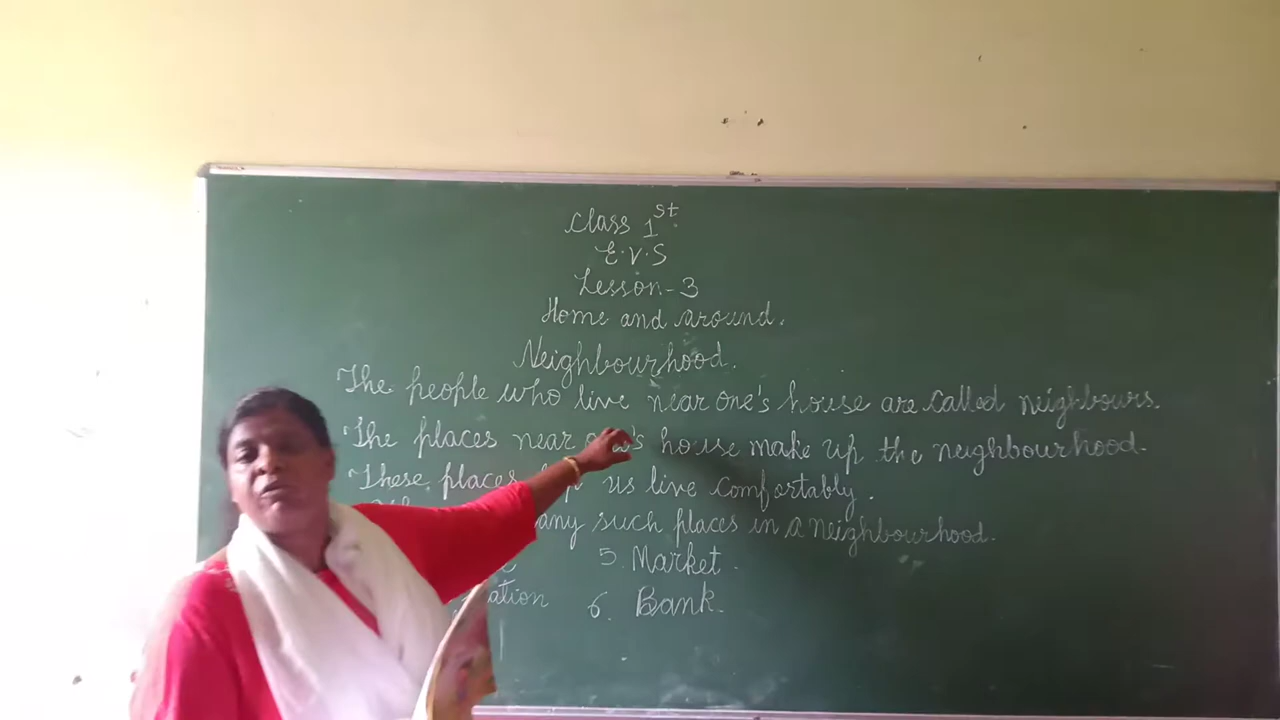 Class 1st
E.V.S
Lesson-3
Home and around.
Neighbourhood.
The people who live near one's house are called neighbours.
The places near house make up the neighbourhood.
These places us live comfortably.
such places in a neighbourhood.
5. Market.
6. Bank.